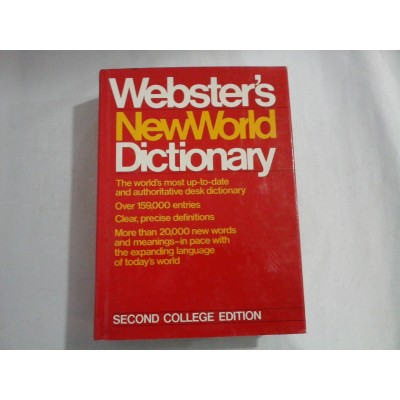 Webster's
NewWorld
Dictionary
The world's most up-to-date
and authoritative desk dictionary
Over 159,000 entries
Clear, precise definitions
More than 20,000 new words
and meanings-in pace with
the expanding language
of today's world
SECOND COLLEGE EDITION